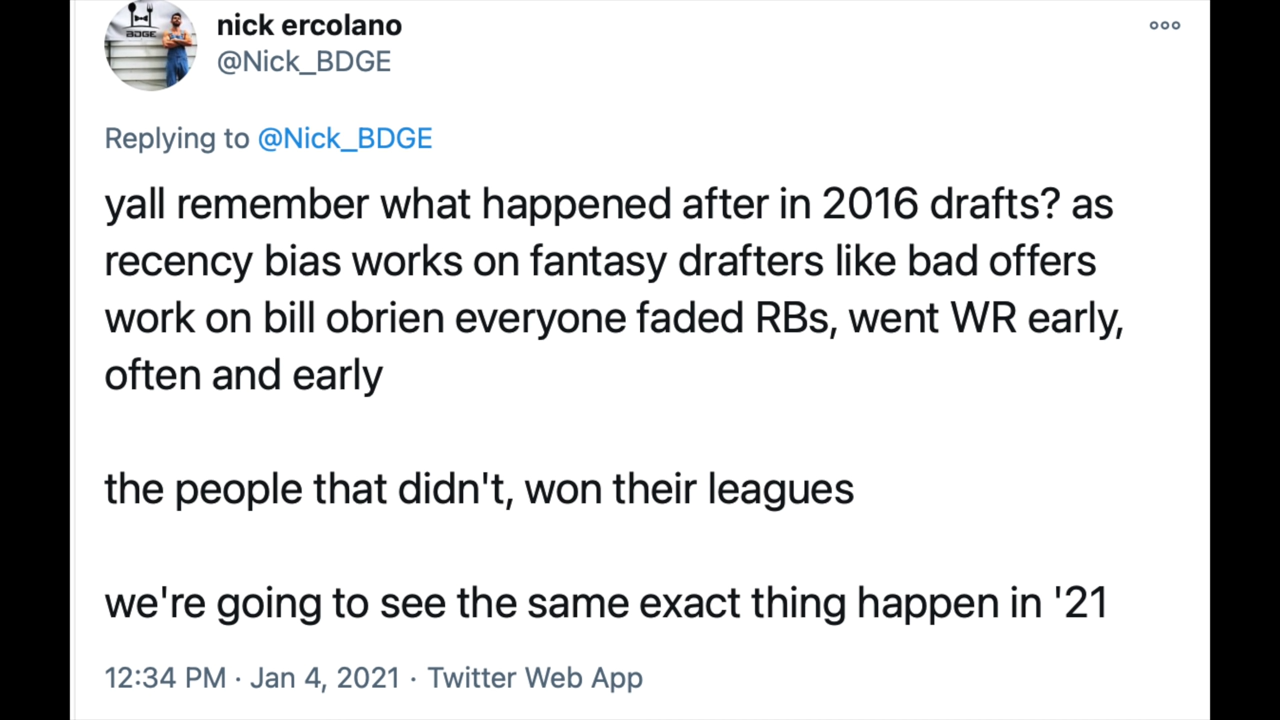 BDGE
nick ercolano
@Nick_BDGE
Replying to @Nick_BDGE
yall remember what happened after in 2016 drafts? as
recency bias works on fantasy drafters like bad offers
work on bill obrien everyone faded RBs, went WR early,
often and early
the people that didn't, won their leagues
we're going to see the same exact thing happen in '21
12:34 PM · Jan 4, 2021 · Twitter Web App